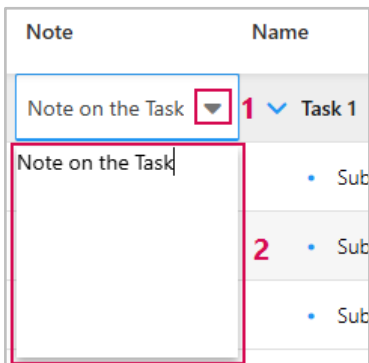 Note Name
Note on the Task 1 Task 1
Note on the Task
Sub
2 Sub
Sub